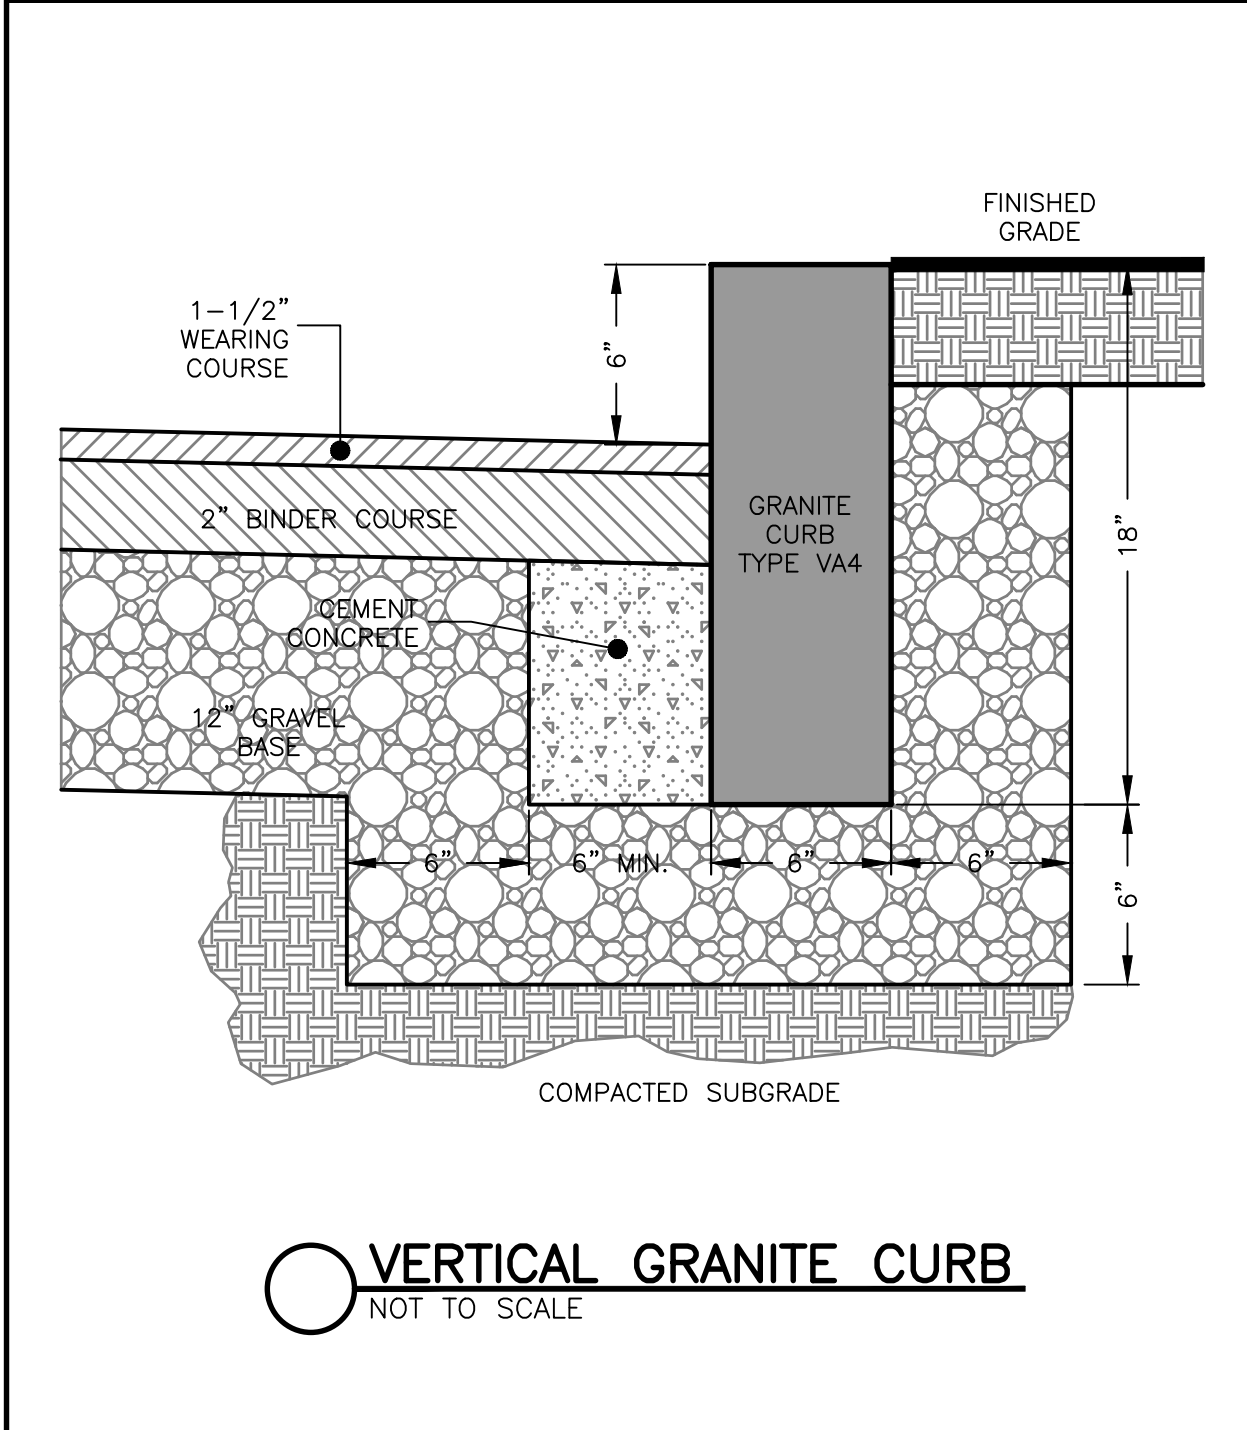 FINISHED
GRADE
1-1/2"
WEARING
COURSE
6"
2" BINDER COURSE
GRANITE
CURB
TYPE VA4
18"
CEMENT
CONCRETE
12" GRAVEL
BASE
6"
6" MIN.
6"
6"
6"
COMPACTED SUBGRADE
VERTICAL GRANITE CURB
NOT TO SCALE